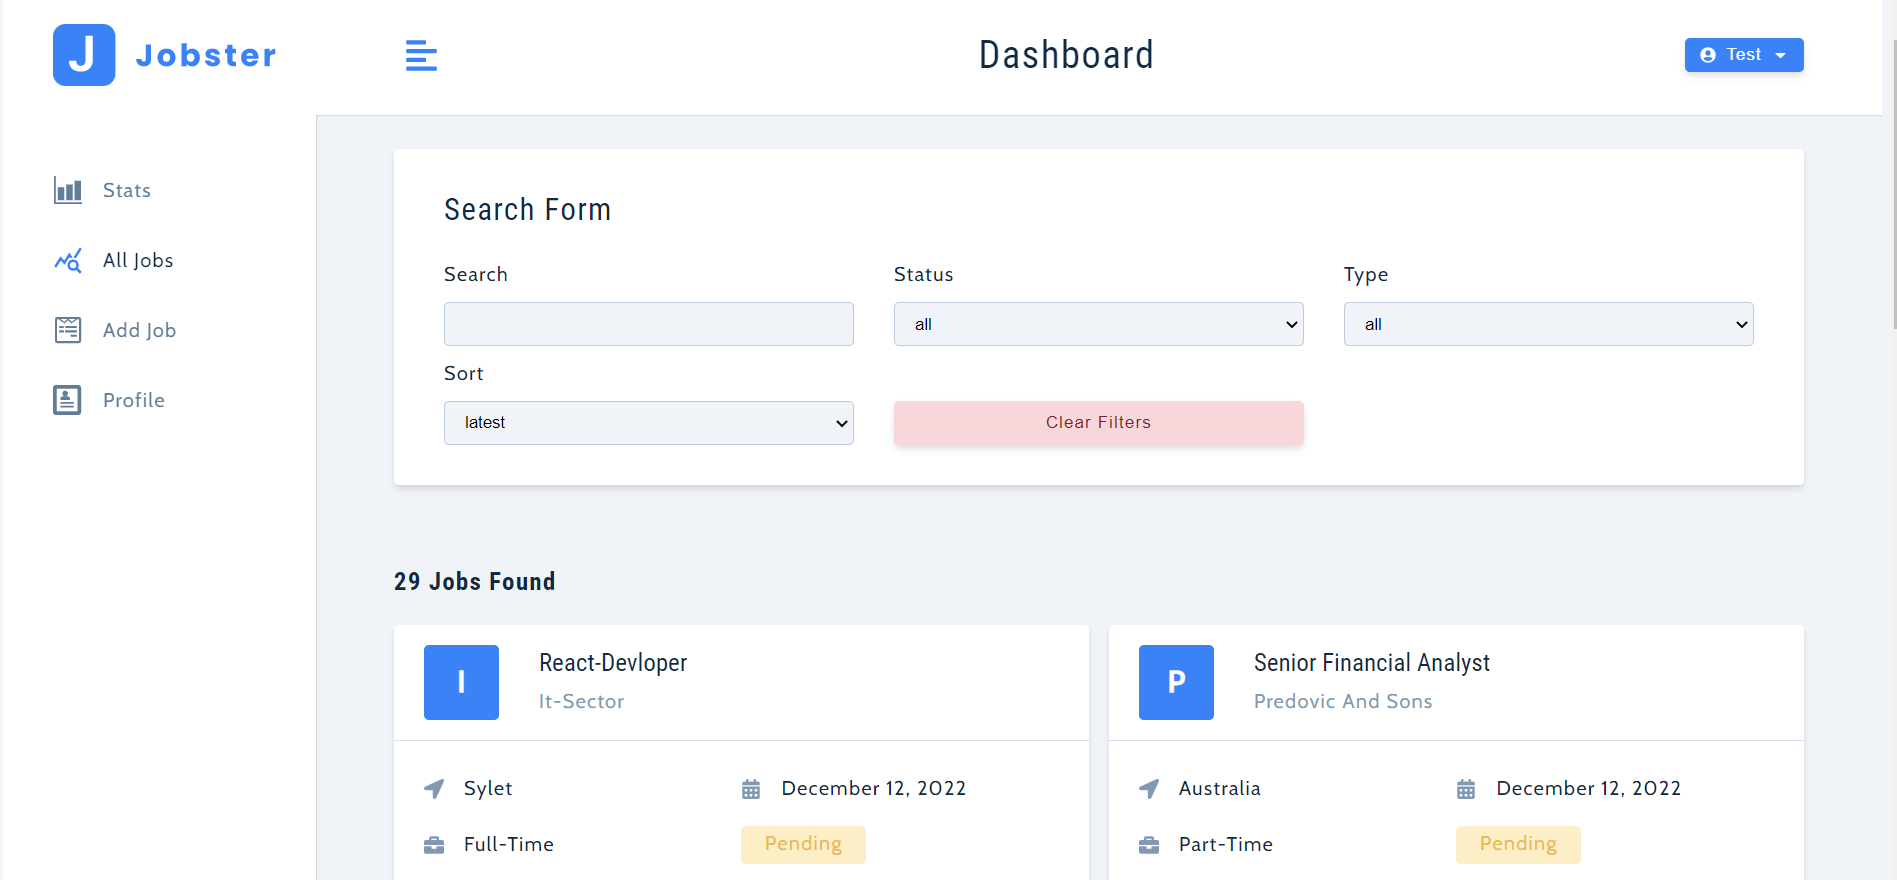 J Jobster
Dashboard
Test
Stats
All Jobs
Add Job
Profile
Search Form
Search
Status
Type
all
all
Sort
latest
Clear Filters
29 Jobs Found
I
React-Devloper
It-Sector
Sylet
December 12, 2022
Full-Time
Pending
P
Senior Financial Analyst
Predovic And Sons
Australia
December 12, 2022
Part-Time
Pending